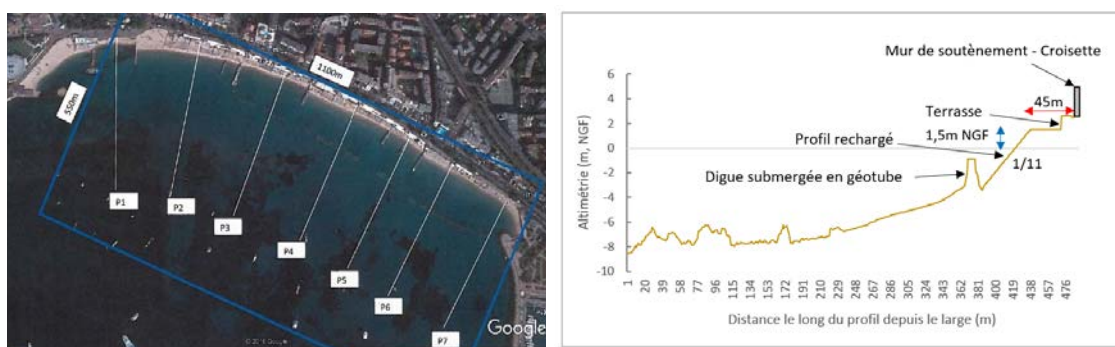 1100m
550m
P1
P2
P3
P4
P5
P6
P7
Google
Mur de soutènement - Croisette
6
4
2
0
-2
-4
-6
-8
-10
Altimétrie (m, NGF)
45m
Terrasse
1,5m NGF
Profil rechargé
1/11
Digue submergée en géotube
1 20 39 58 77 96 115 134 153 172 191 210 229 248 267 286 305 324 343 362 381 400 419 438 457 476
Distance le long du profil depuis le large (m)